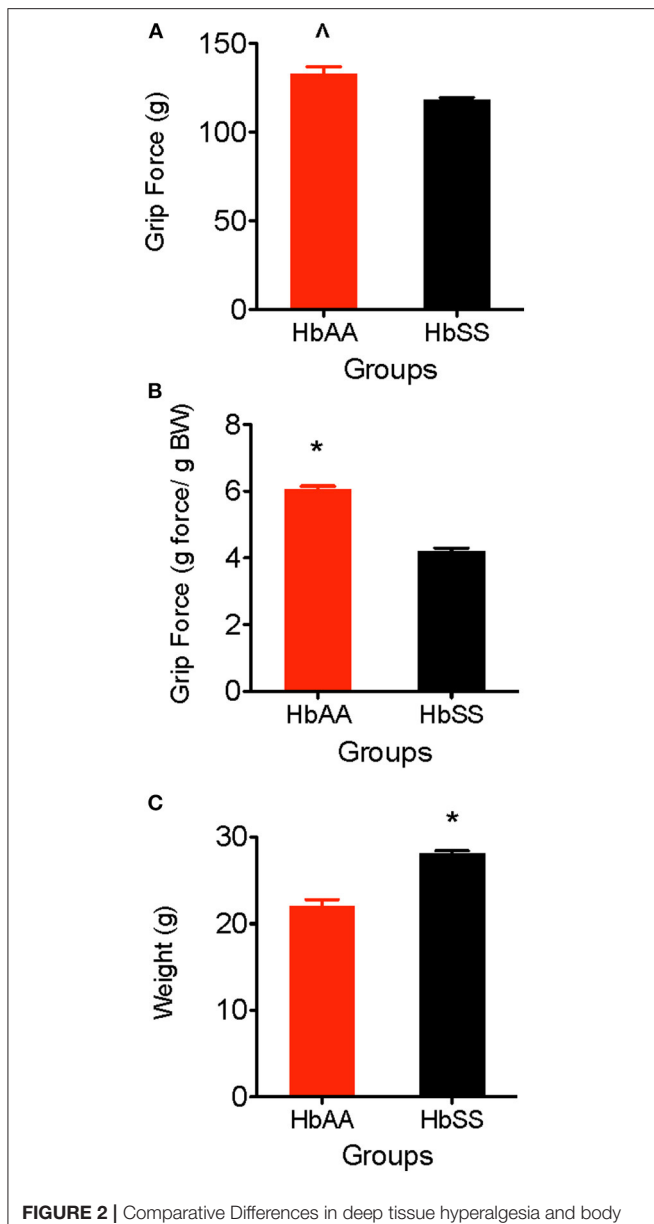 A
^
Grip Force (g)
150
100
50
0
HbAA HbSS
Groups
B
*
Grip Force (g force/ g BW)
8
6
4
2
0
HbAA HbSS
Groups
C
*
Weight (g)
30
20
10
0
HbAA HbSS
Groups
FIGURE 2 | Comparative Differences in deep tissue hyperalgesia and body